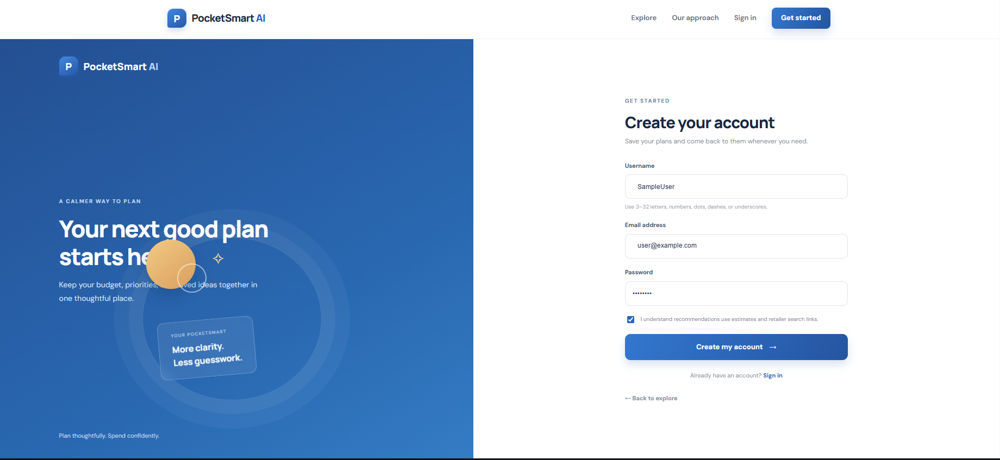 P PocketSmart AI
Explore Our approach Sign in Get started
P PocketSmart AI
A CALMER WAY TO PLAN
Your next good plan
starts he
Keep your budget, priorities, ved ideas together in
one thoughtful place.
YOUR POCKETSMART
More clarity.
Less guesswork.
Plan thoughtfully. Spend confidently.
GET STARTED
Create your account
Save your plans and come back to them whenever you need.
Username
SampleUser
Use 3–32 letters, numbers, dots, dashes, or underscores.
Email address
user@example.com
Password
••••••••
I understand recommendations use estimates and retailer search links.
Create my account →
Already have an account? Sign in
← Back to explore